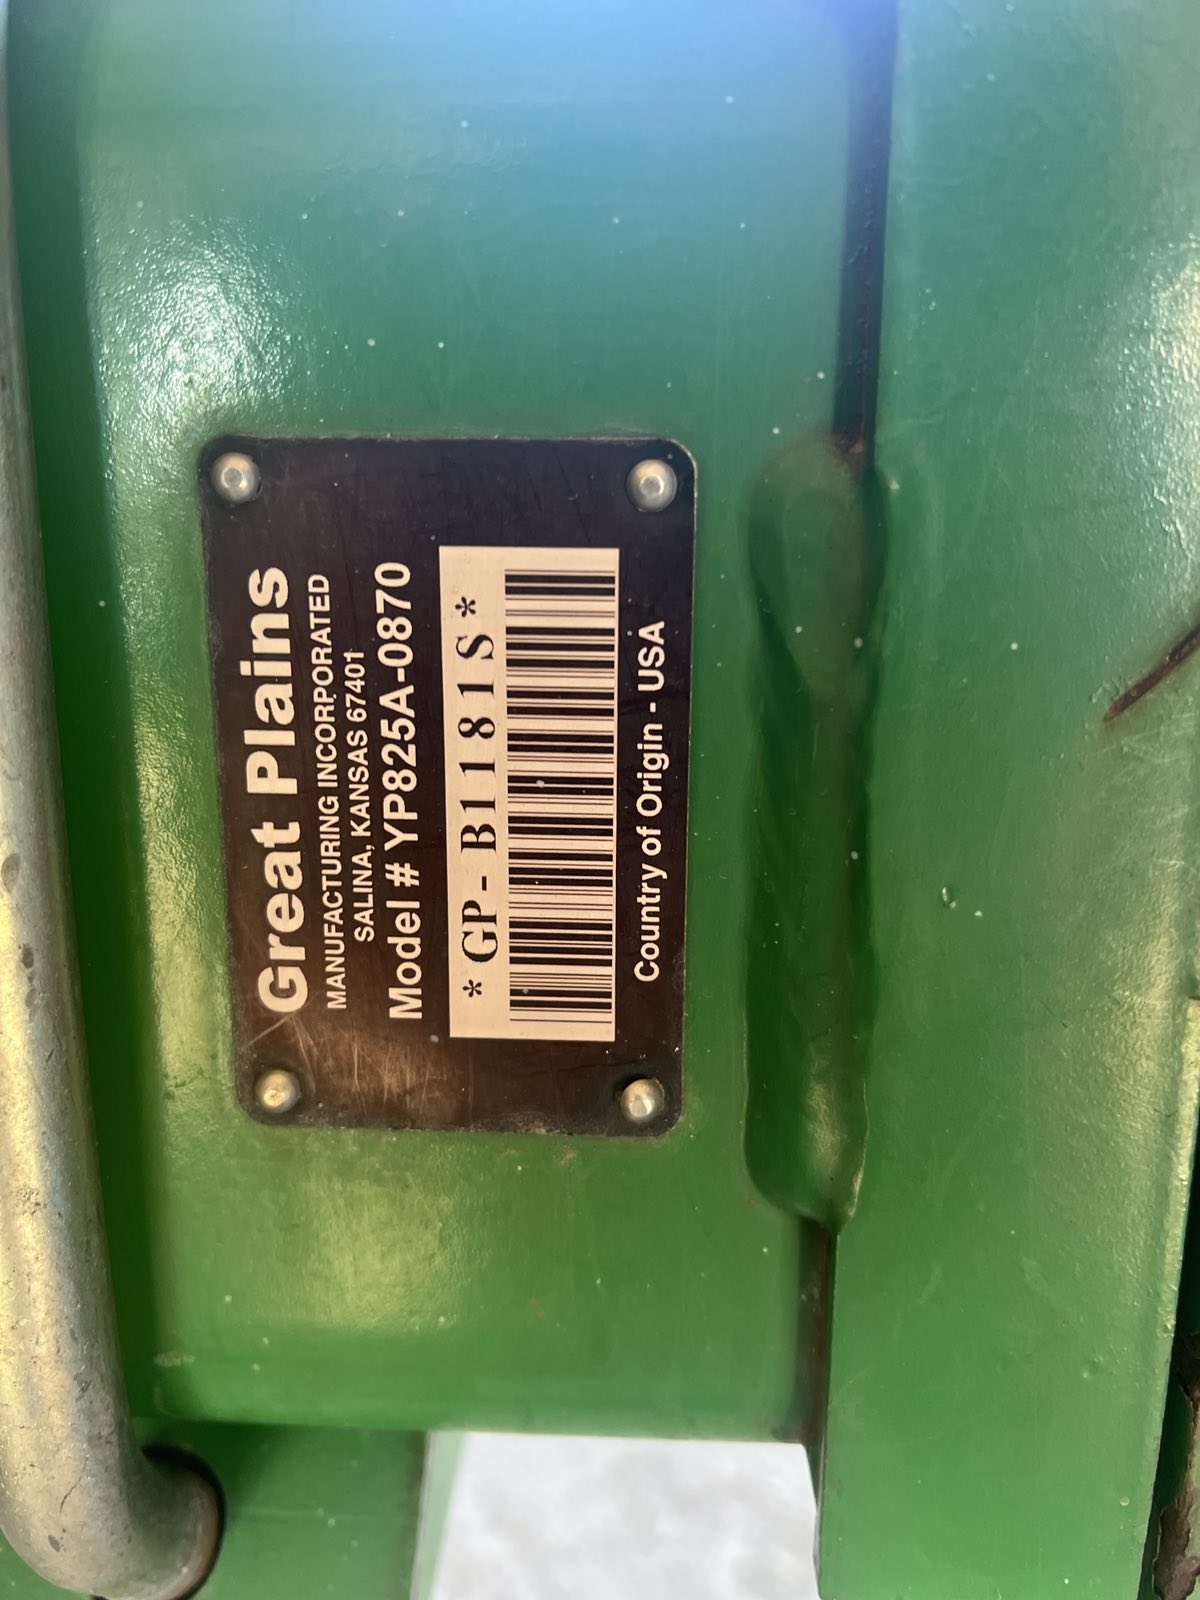 Great Plains
MANUFACTURING INCORPORATED
SALINA, KANSAS 67401
Model # YP825A-0870
*GP-B1181S*
Country of Origin - USA